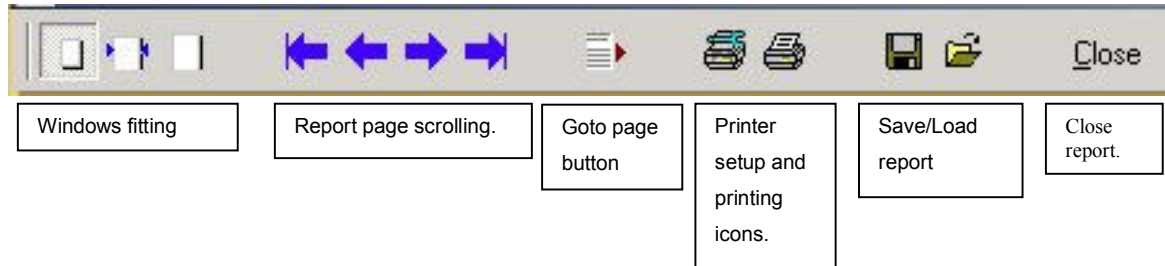 Close
Windows fitting
Report page scrolling.
Goto page
button
Printer
setup and
printing
icons.
Save/Load
report
Close
report.